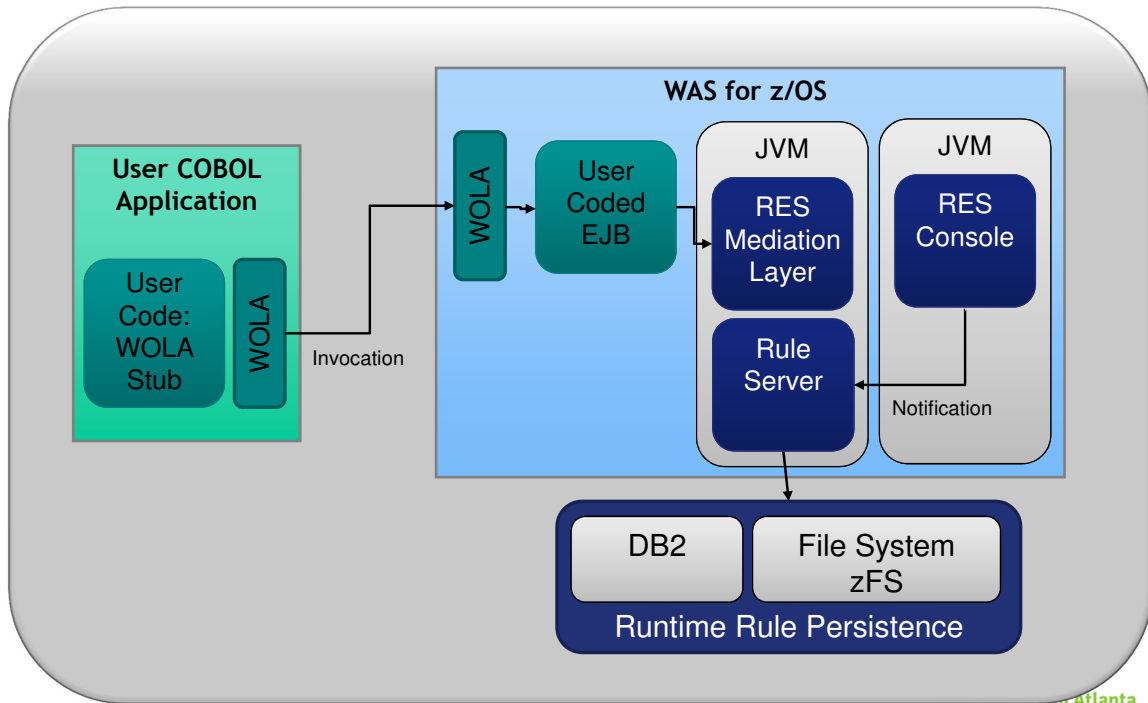 WAS for z/OS
User COBOL
Application
User
Code:
WOLA
Stub
WOLA
Invocation
WOLA
User
Coded
EJB
JVM
RES
Mediation
Layer
Rule
Server
JVM
RES
Console
Notification
DB2
File System
zFS
Runtime Rule Persistence
Atlanta